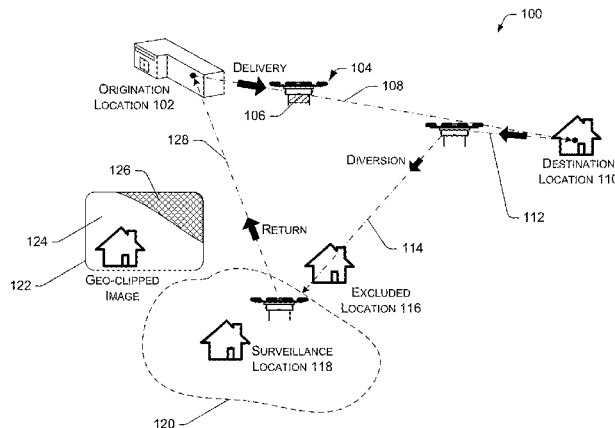 100
DELIVERY
104
ORIGINATION
LOCATION 102
106
108
128
DIVERSION
DESTINATION
LOCATION 110
112
126
124
RETURN
114
122
GEO-CLIPPED
IMAGE
EXCLUDED
LOCATION 116
SURVEILLANCE
LOCATION 118
120